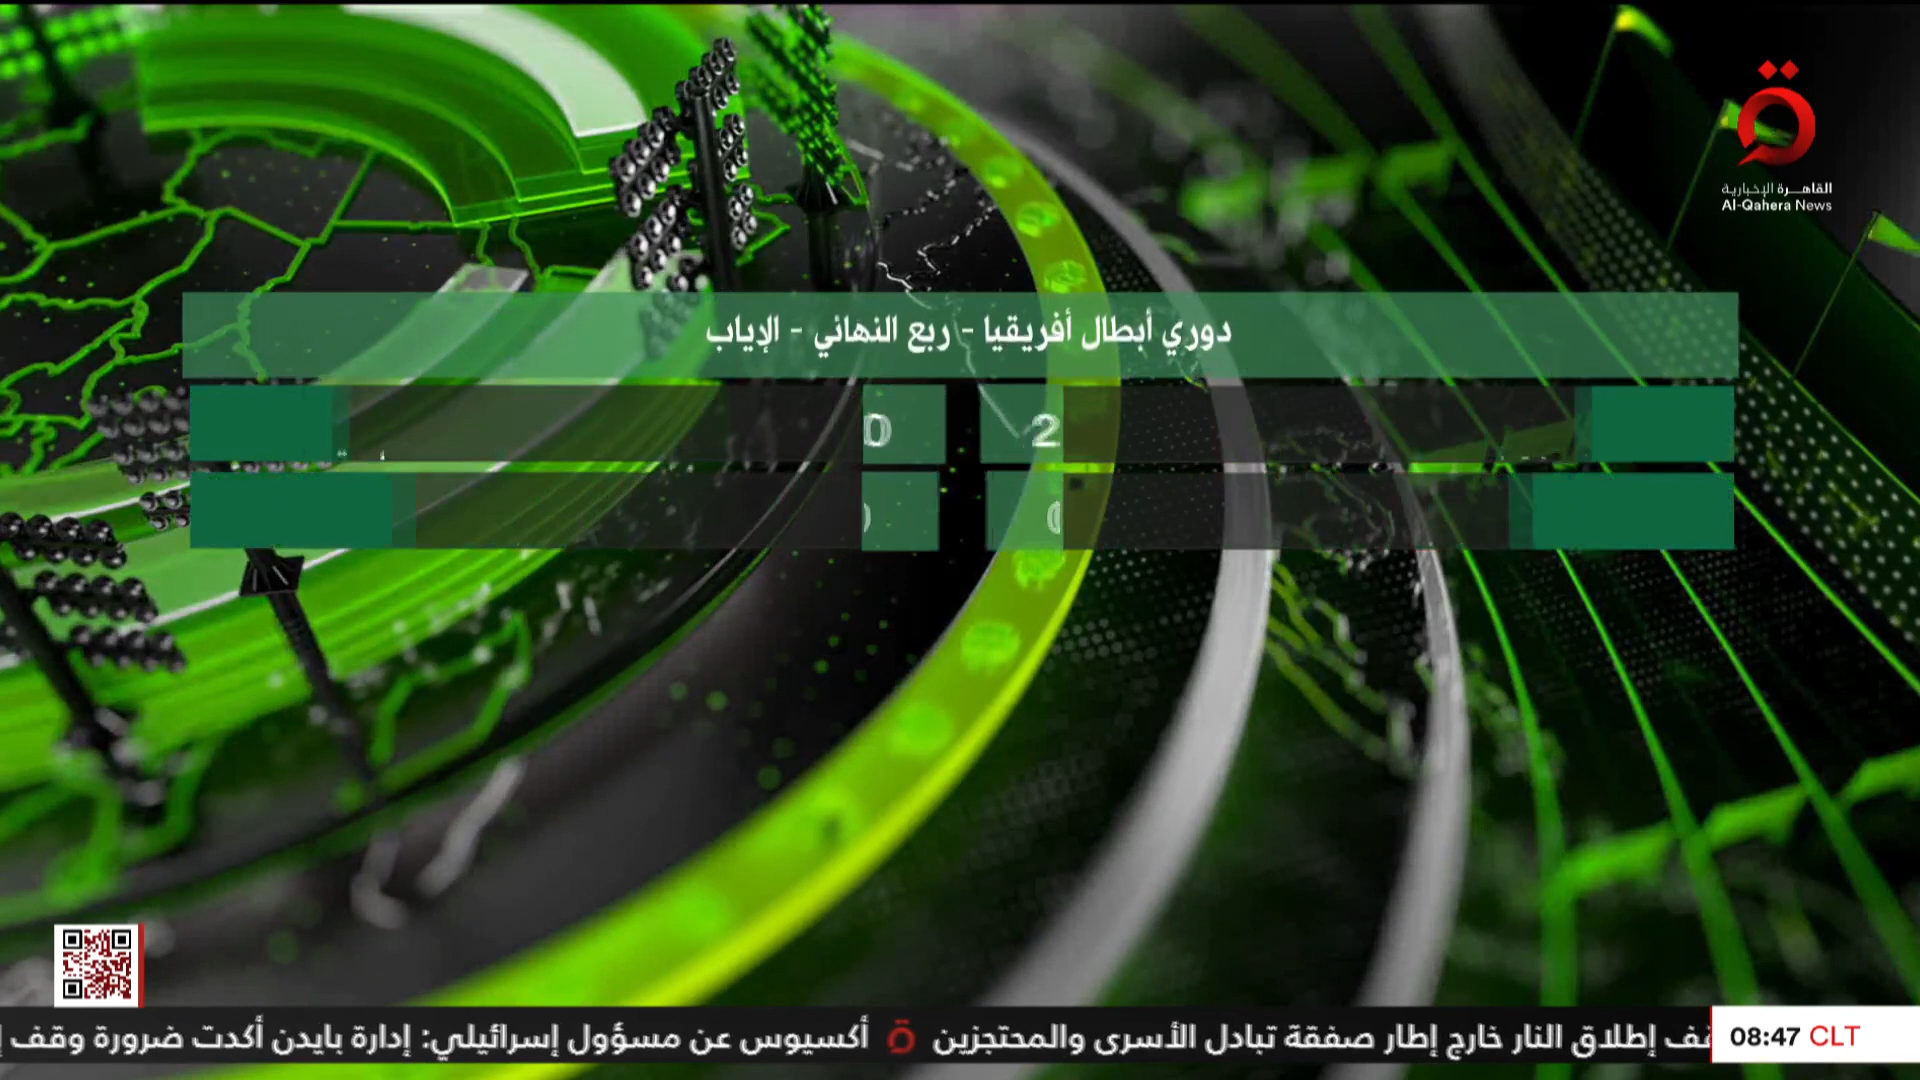 القاهرة الإخبارية
Al-Qahera News
دوري أبطال أفريقيا - ربع النهائي - الإياب
2 0
إطلاق النار خارج إطار صفقة تبادل الأسرى والمحتجزين
أكسيوس عن مسؤول إسرائيلي: إدارة بايدن أكدت ضرورة وقف
08:47 CLT